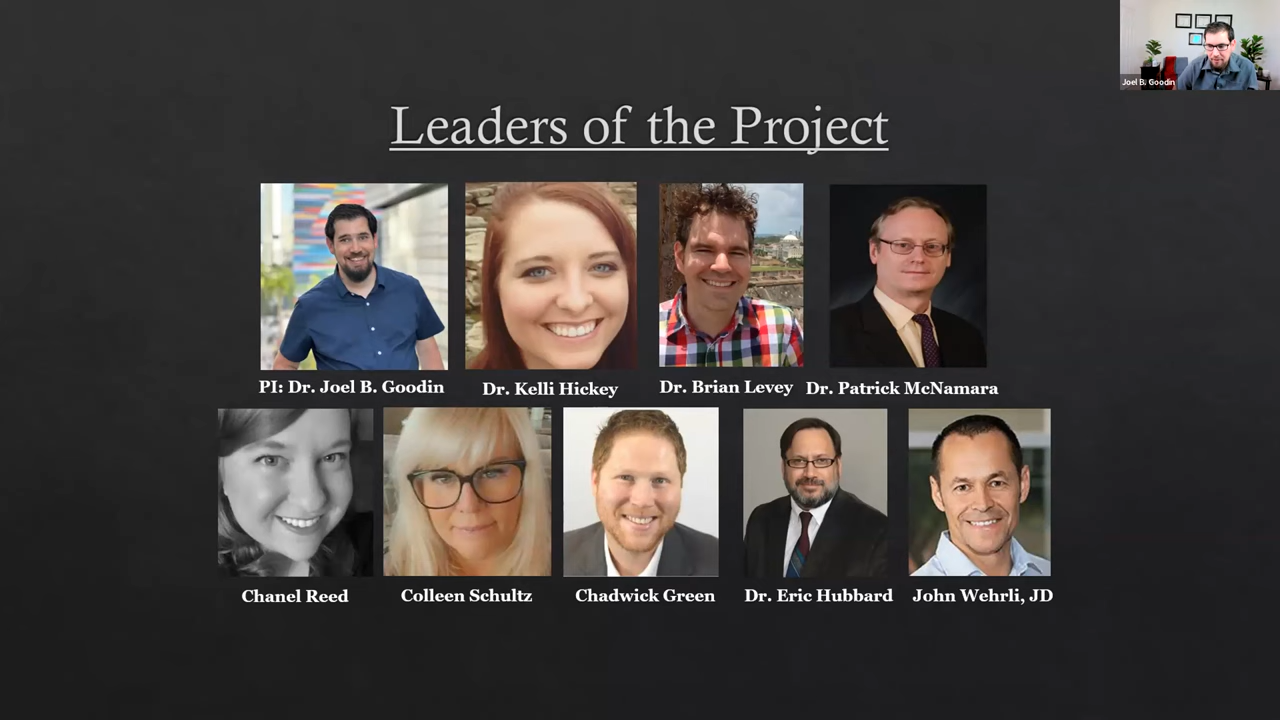 Joel B. Goodin
Leaders of the Project
PI: Dr. Joel B. Goodin
Dr. Kelli Hickey
Dr. Brian Levey
Dr. Patrick McNamara
Chanel Reed
Colleen Schultz
Chadwick Green
Dr. Eric Hubbard
John Wehrli, JD